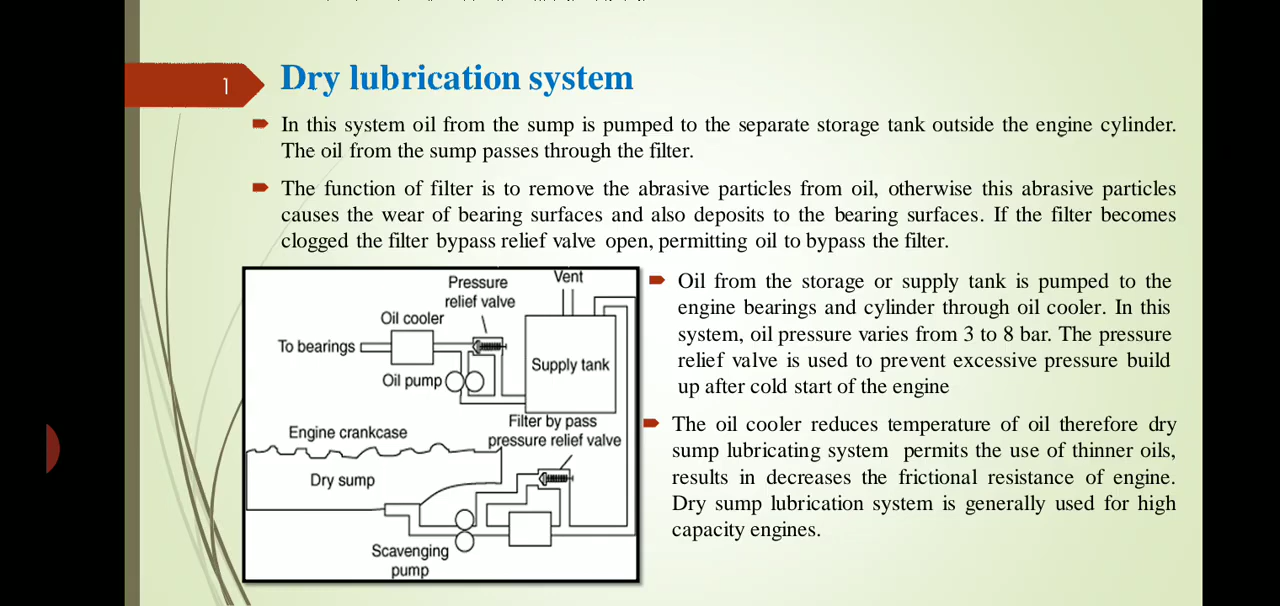 1
Dry lubrication system
In this system oil from the sump is pumped to the separate storage tank outside the engine cylinder.
The oil from the sump passes through the filter.
The function of filter is to remove the abrasive particles from oil, otherwise this abrasive particles
causes the wear of bearing surfaces and also deposits to the bearing surfaces. If the filter becomes
clogged the filter bypass relief valve open, permitting oil to bypass the filter.
Pressure
relief valve
Vent
Oil cooler
To bearings
Supply tank
Oil pump
Filter by pass
pressure relief valve
Engine crankcase
Dry sump
Scavenging
pump
Oil from the storage or supply tank is pumped to the
engine bearings and cylinder through oil cooler. In this
system, oil pressure varies from 3 to 8 bar. The pressure
relief valve is used to prevent excessive pressure build
up after cold start of the engine
The oil cooler reduces temperature of oil therefore dry
sump lubricating system permits the use of thinner oils,
results in decreases the frictional resistance of engine.
Dry sump lubrication system is generally used for high
capacity engines.